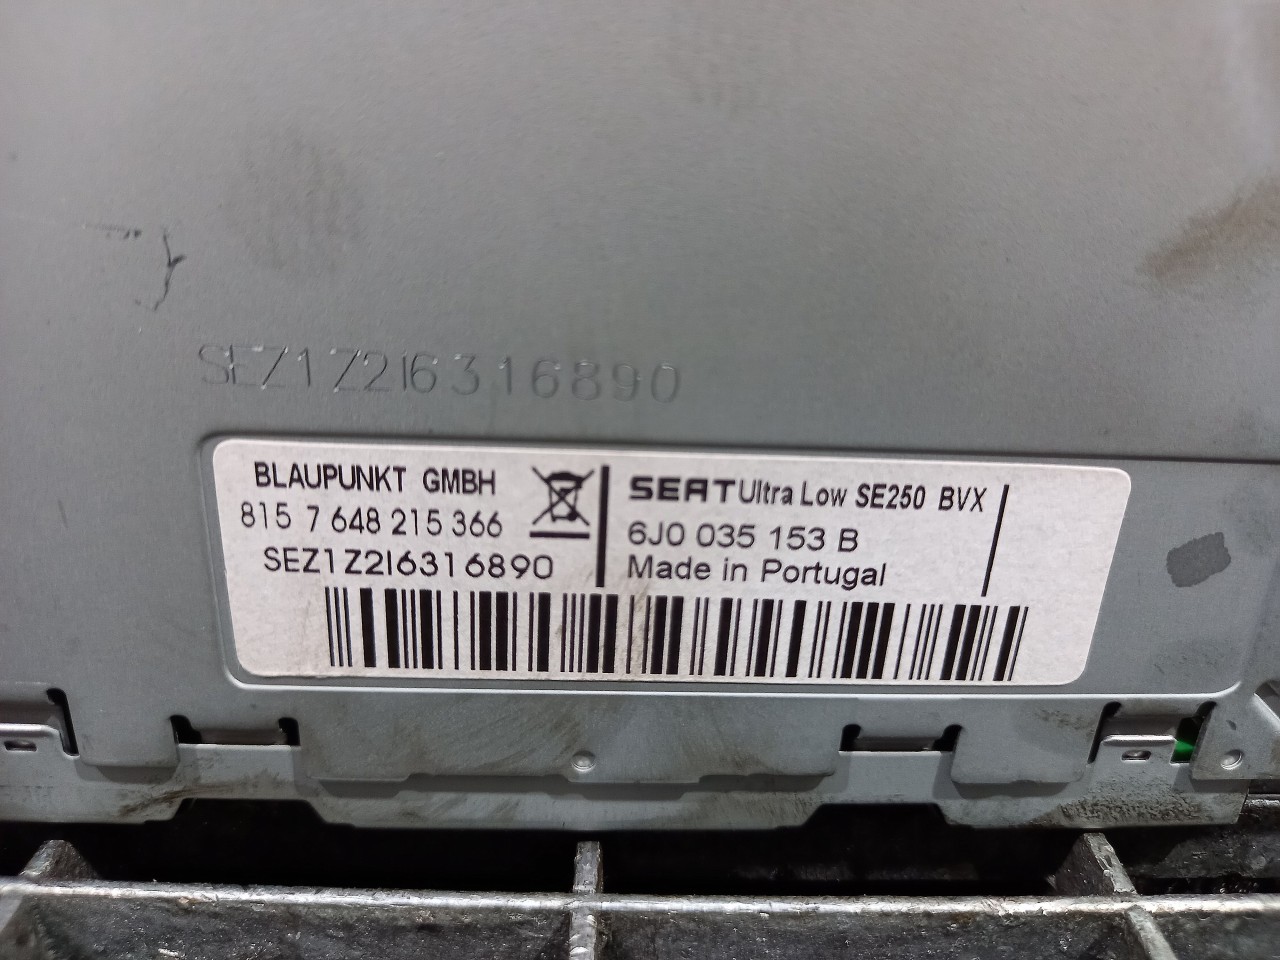 SEZ1Z2I6316890
BLAUPUNKT GMBH
815 7 648 215 366
SEZ1Z2I6316890
SEAT Ultra Low SE250 BVX
6J0 035 153 B
Made in Portugal